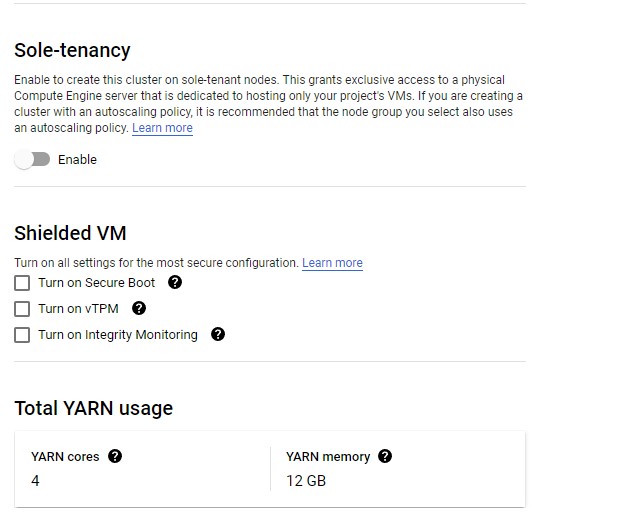 Sole-tenancy
Enable to create this cluster on sole-tenant nodes. This grants exclusive access to a physical
Compute Engine server that is dedicated to hosting only your project's VMs. If you are creating a
cluster with an autoscaling policy, it is recommended that the node group you select also uses
an autoscaling policy. Learn more
Enable
Shielded VM
Turn on all settings for the most secure configuration. Learn more
Turn on Secure Boot ?
Turn on vTPM ?
Turn on Integrity Monitoring ?
Total YARN usage
YARN cores ?
4
YARN memory ?
12 GB